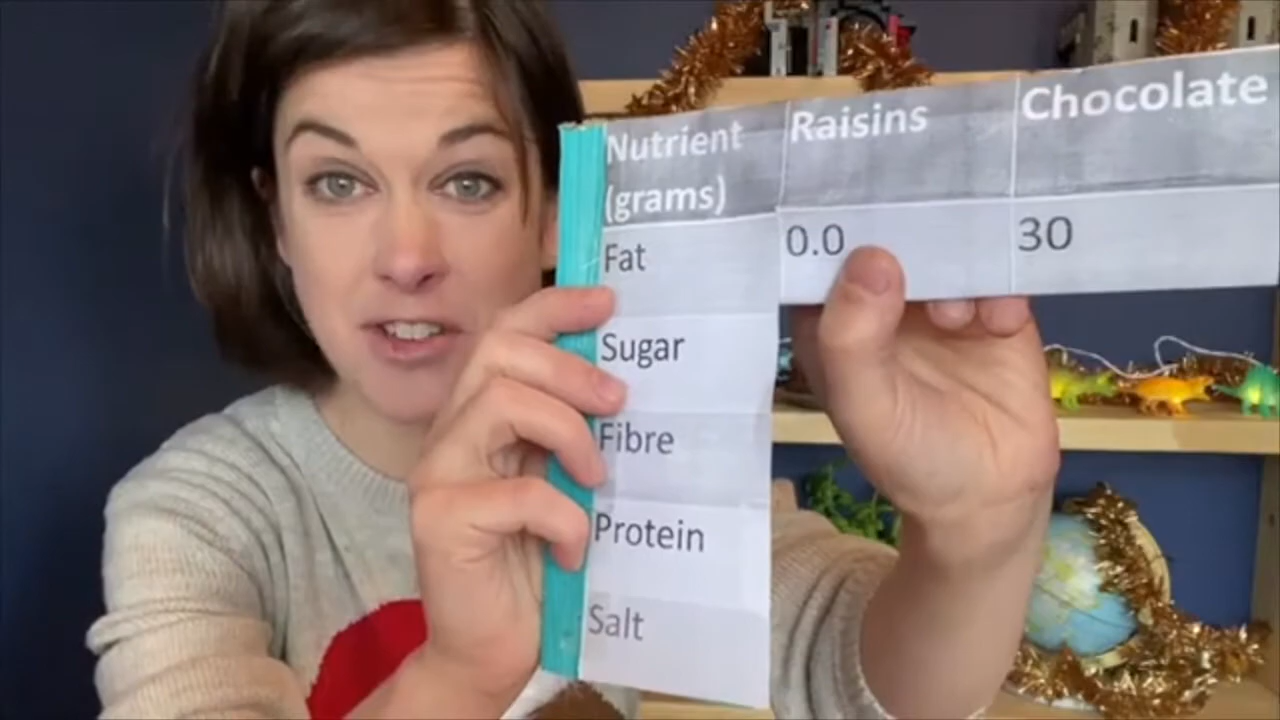 Nutrient Raisins Chocolate
(grams)
Fat 0.0 30
Sugar
Fibre
Protein
Salt